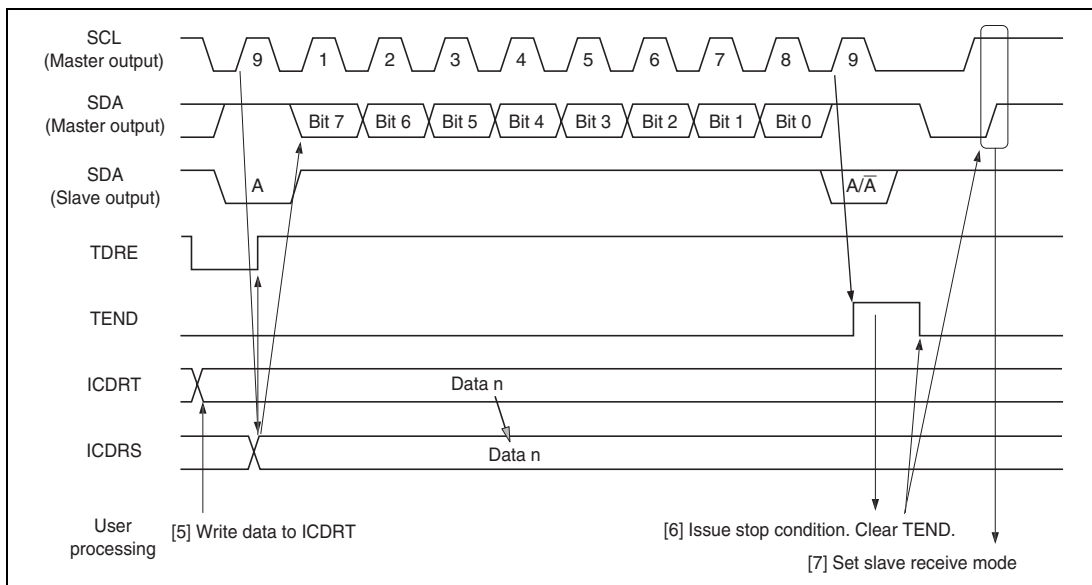 SCL
(Master output)
9 1 2 3 4 5 6 7 8 9
SDA
(Master output)
Bit 7 Bit 6 Bit 5 Bit 4 Bit 3 Bit 2 Bit 1 Bit 0
SDA
(Slave output)
A A/A̅
TDRE
TEND
ICDRT
Data n
ICDRS
Data n
User
processing
[5] Write data to ICDRT
[6] Issue stop condition. Clear TEND.
[7] Set slave receive mode